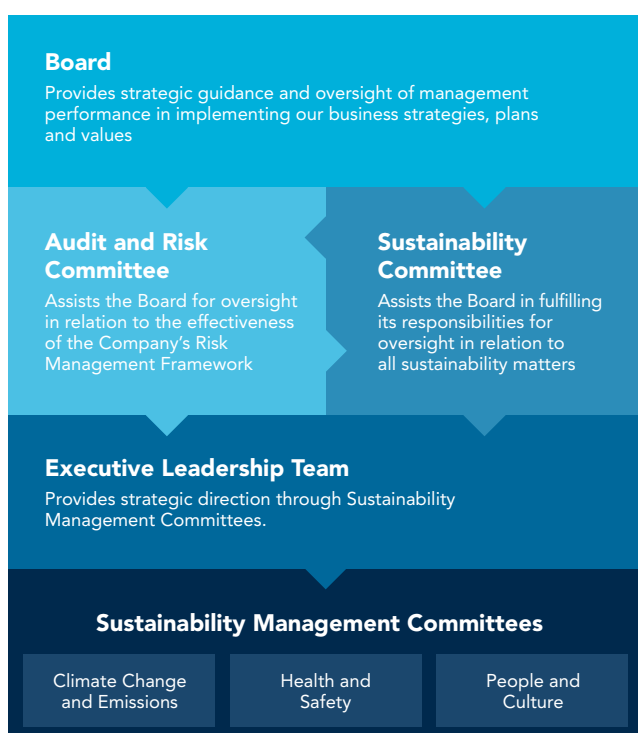 Board
Provides strategic guidance and oversight of management
performance in implementing our business strategies, plans
and values
Audit and Risk
Committee
Assists the Board for oversight
in relation to the effectiveness
of the Company's Risk
Management Framework
Sustainability
Committee
Assists the Board in fulfilling
its responsibilities for
oversight in relation to
all sustainability matters
Executive Leadership Team
Provides strategic direction through Sustainability
Management Committees.
Sustainability Management Committees
Climate Change
and Emissions
Health and
Safety
People and
Culture